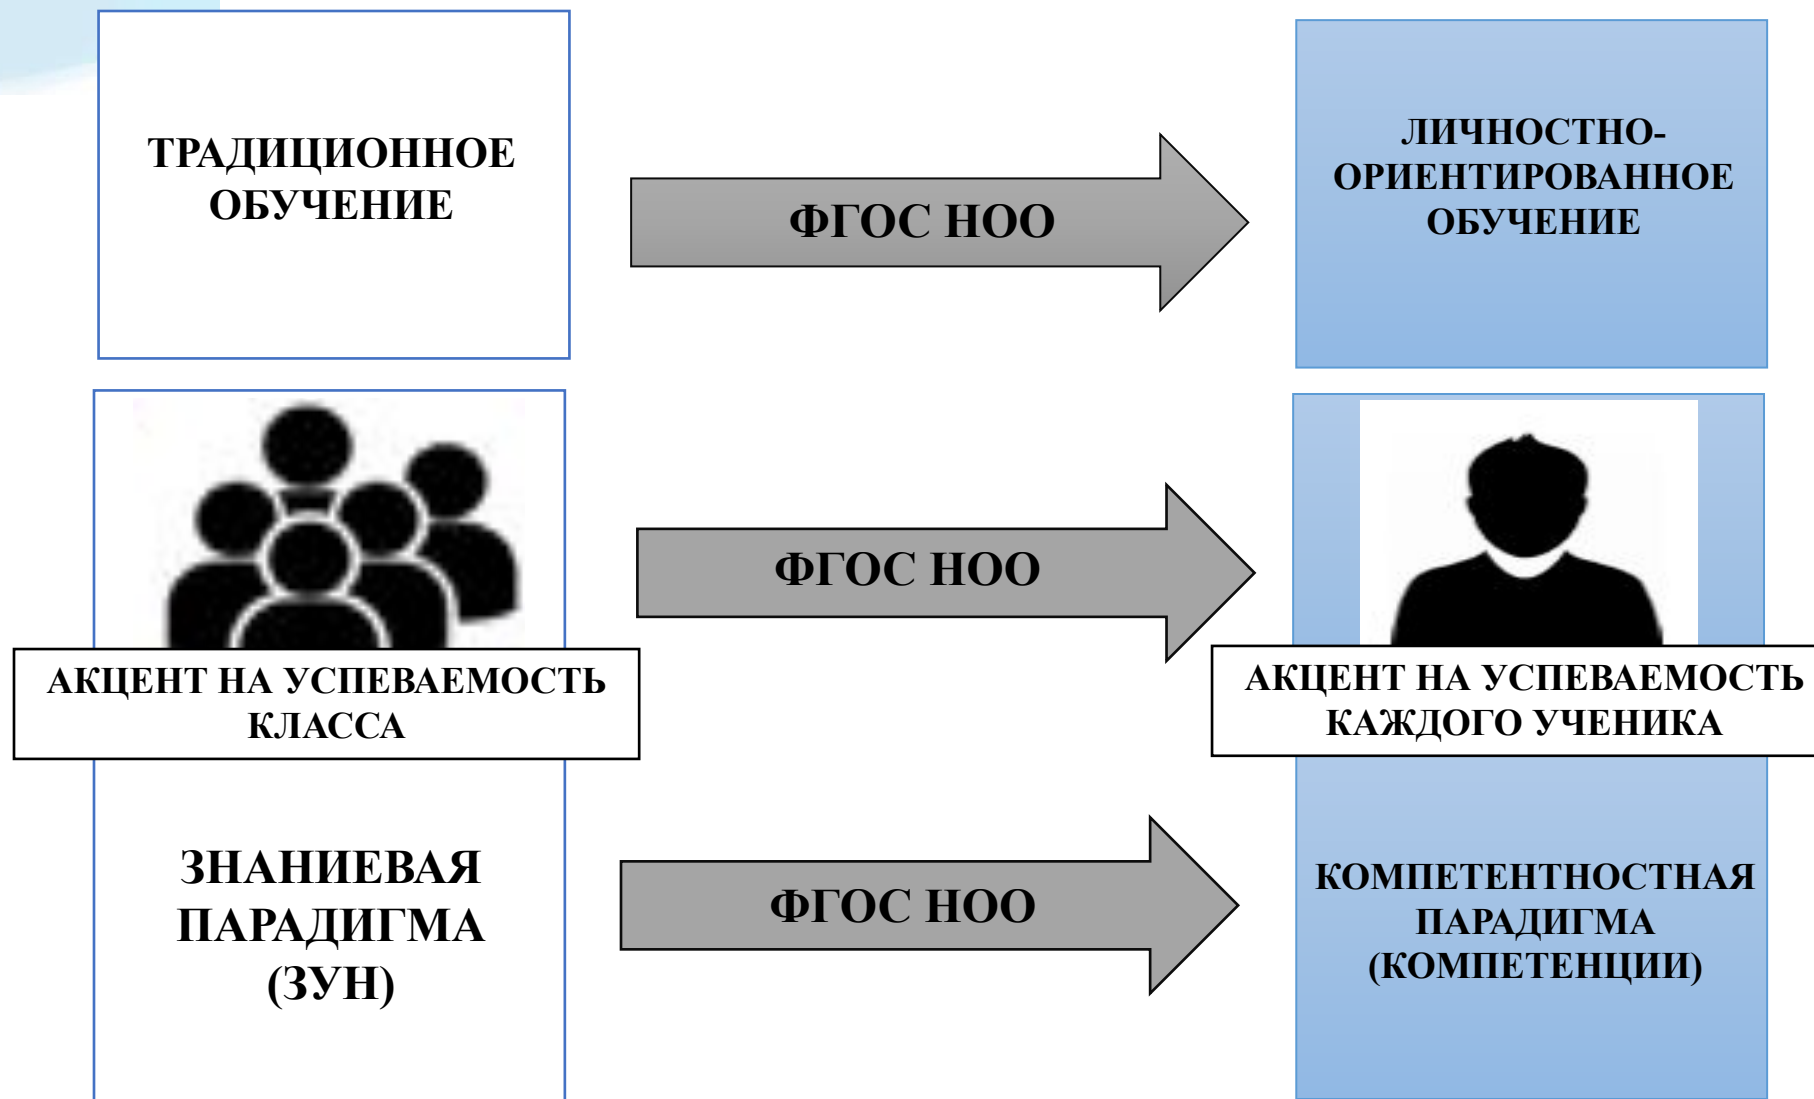 ТРАДИЦИОННОЕ
ОБУЧЕНИЕ
ФГОС НОО
ЛИЧНОСТНО-
ОРИЕНТИРОВАННОЕ
ОБУЧЕНИЕ
ФГОС НОО
АКЦЕНТ НА УСПЕВАЕМОСТЬ
КЛАССА
АКЦЕНТ НА УСПЕВАЕМОСТЬ
КАЖДОГО УЧЕНИКА
ЗНАНИЕВАЯ
ПАРАДИГМА
(ЗУН)
ФГОС НОО
КОМПЕТЕНТНОСТНАЯ
ПАРАДИГМА
(КОМПЕТЕНЦИИ)